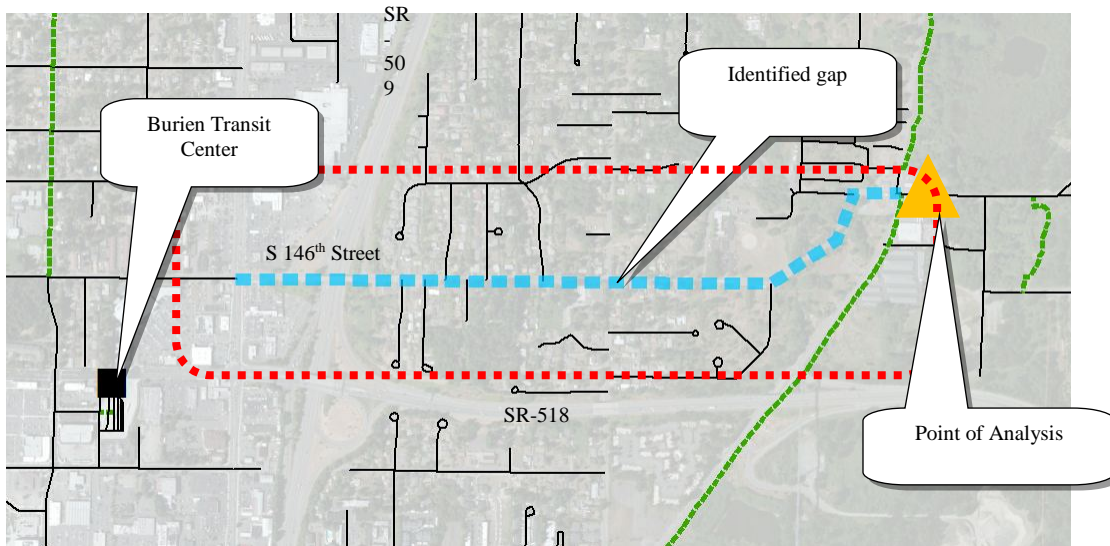 SR
-
50
9
Identified gap
Burien Transit
Center
S 146th Street
SR-518
Point of Analysis